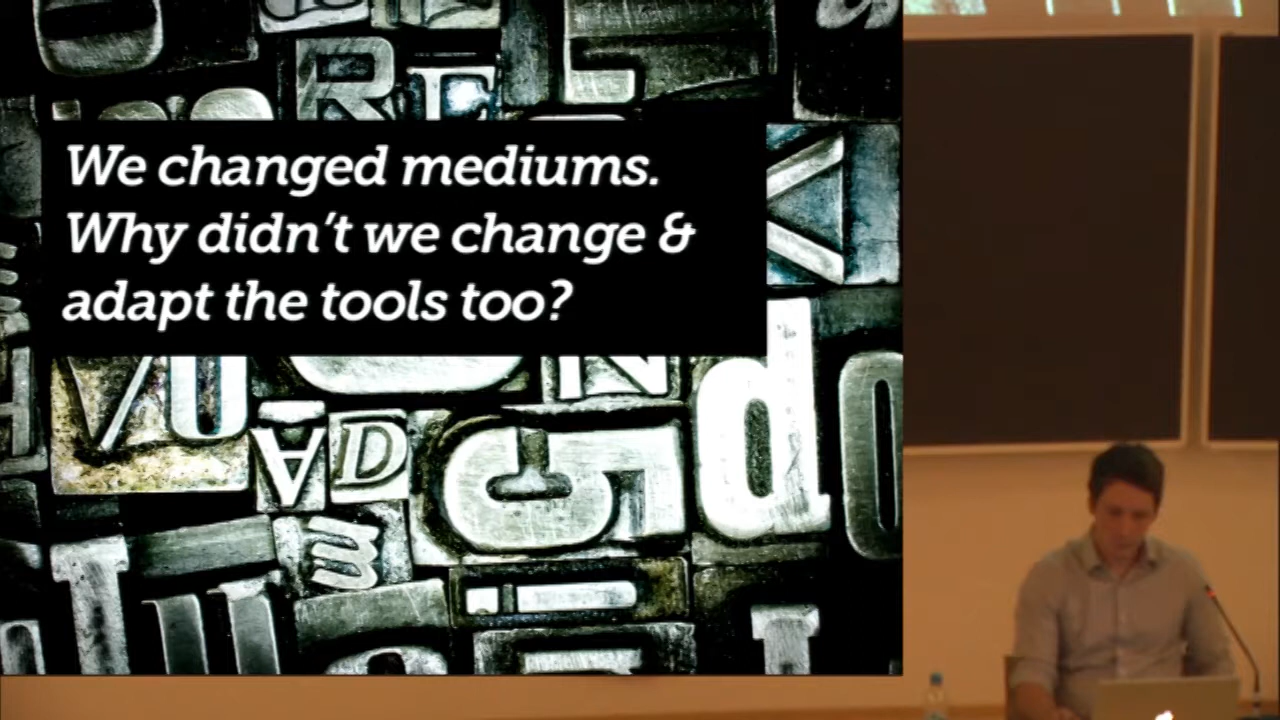 We changed mediums.
Why didn't we change &
adapt the tools too?